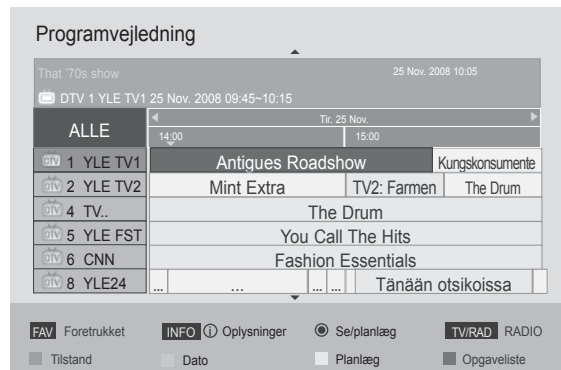 Programvejledning
That '70s show 25 Nov. 2008 10:05
DTV 1 YLE TV1 25 Nov. 2008 09:45~10:15
ALLE
Tir. 25 Nov.
14:00 15:00
DTV 1 YLE TV1 Antigues Roadshow Kungskonsumente
DTV 2 YLE TV2 Mint Extra TV2: Farmen The Drum
DTV 4 TV.. The Drum
DTV 5 YLE FST You Call The Hits
DTV 6 CNN Fashion Essentials
DTV 8 YLE24 ... ... ... ... Tänään otsikoissa
FAV Foretrukket INFO ⓘ Oplysninger Se/planlæg TV/RAD RADIO
Tilstand Dato Planlæg Opgaveliste